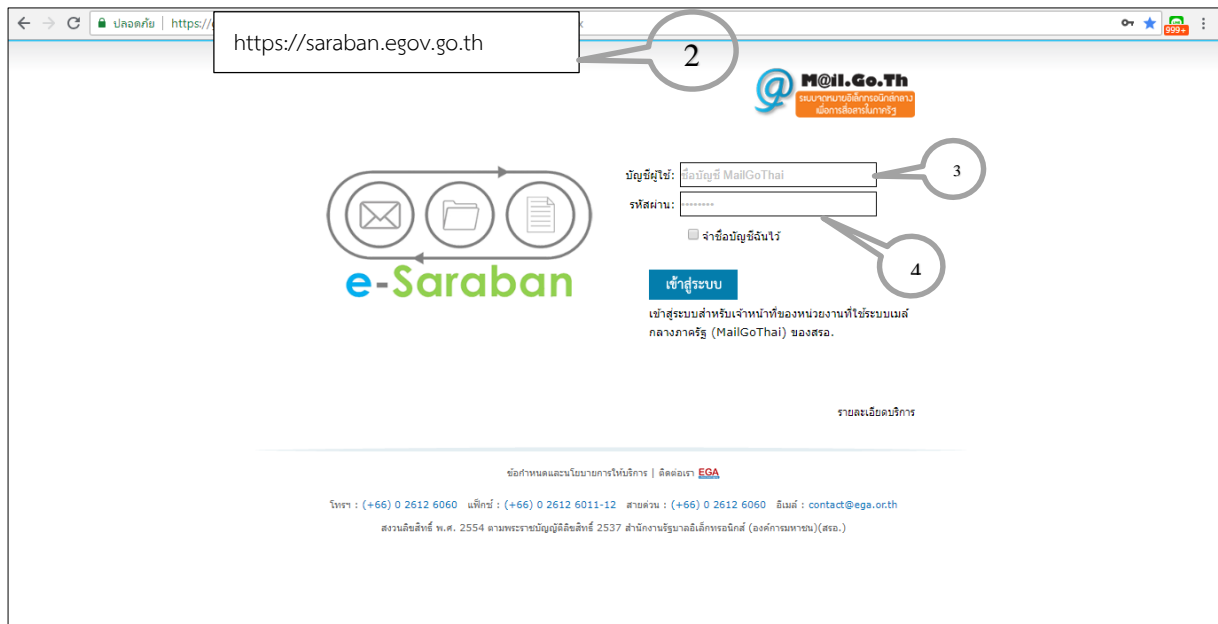 ปลอดภัย | https://
https://saraban.egov.go.th
2
999+
M@il.Go.Th
ระบบจดหมายอิเล็กทรอนิกส์กลาง
เพื่อการสื่อสารในภาครัฐ
บัญชีผู้ใช้: ชื่อบัญชี MailGoThai
3
รหัสผ่าน: ········
จำชื่อบัญชีฉันไว้
4
e-Saraban
เข้าสู่ระบบ
เข้าสู่ระบบสำหรับเจ้าหน้าที่ของหน่วยงานที่ใช้ระบบเมล์
กลางภาครัฐ (MailGoThai) ของสรอ.
รายละเอียดบริการ
ข้อกำหนดและนโยบายการให้บริการ | ติดต่อเรา EGA
โทรฯ : (+66) 0 2612 6060 แฟ็กซ์ : (+66) 0 2612 6011-12 สายด่วน : (+66) 0 2612 6060 อีเมล์ : contact@ega.or.th
สงวนลิขสิทธิ์ พ.ศ. 2554 ตามพระราชบัญญัติลิขสิทธิ์ 2537 สำนักงานรัฐบาลอิเล็กทรอนิกส์ (องค์การมหาชน)(สรอ.)